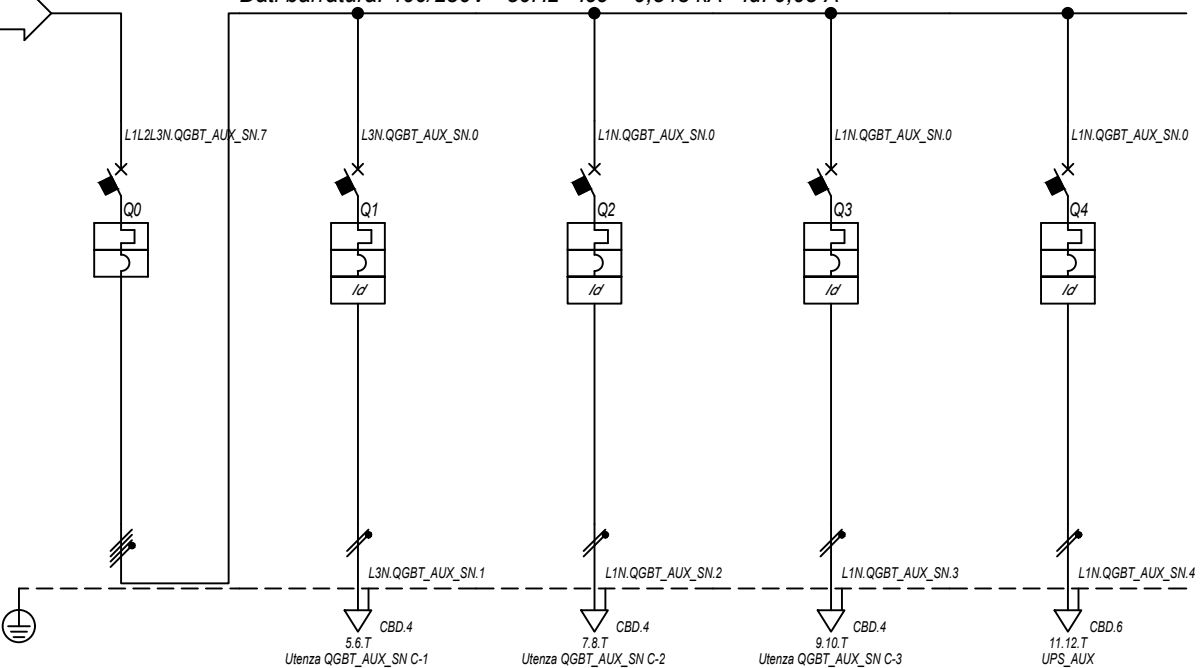 L1L2L3N.QGBT_AUX_SN.7
L3N.QGBT_AUX_SN.0
L1N.QGBT_AUX_SN.0
L1N.QGBT_AUX_SN.0
L1N.QGBT_AUX_SN.0
Q0
Q1
Q2
Q3
Q4
Id
Id
Id
Id
L3N.QGBT_AUX_SN.1
L1N.QGBT_AUX_SN.2
L1N.QGBT_AUX_SN.3
L1N.QGBT_AUX_SN.4
CBD.4
CBD.4
CBD.4
CBD.6
5.6.T
7.8.T
9.10.T
11.12.T
Utenza QGBT_AUX_SN C-1
Utenza QGBT_AUX_SN C-2
Utenza QGBT_AUX_SN C-3
UPS_AUX